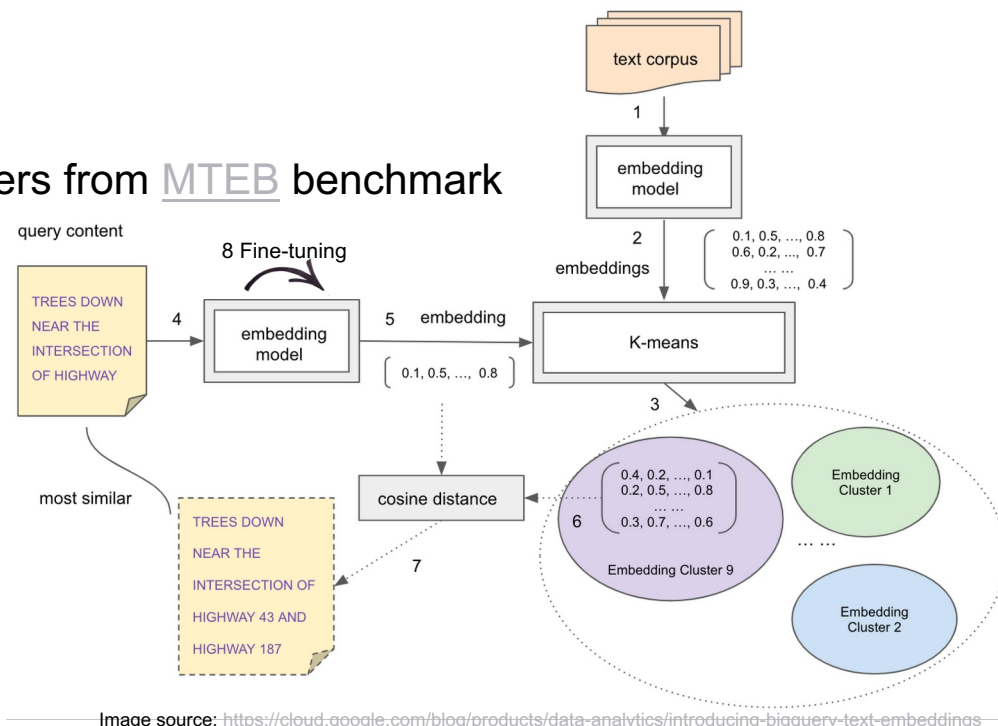 text corpus
1
ers from MTEB benchmark
embedding
model
query content
2
0.1, 0.5, …, 0.8
0.6, 0.2, ..., 0.7
… …
0.9, 0.3, …, 0.4
embeddings
8 Fine-tuning
TREES DOWN
NEAR THE
INTERSECTION
OF HIGHWAY
4
embedding
model
5 embedding
K-means
0.1, 0.5, …, 0.8
3
most similar
cosine distance
0.4, 0.2, …, 0.1
0.2, 0.5, …, 0.8
… …
0.3, 0.7, …, 0.6
6
Embedding Cluster 9
Embedding
Cluster 1
… …
Embedding
Cluster 2
7
TREES DOWN
NEAR THE
INTERSECTION OF
HIGHWAY 43 AND
HIGHWAY 187
Image source: https://cloud.google.com/blog/products/data-analytics/introducing-bigquery-text-embeddings